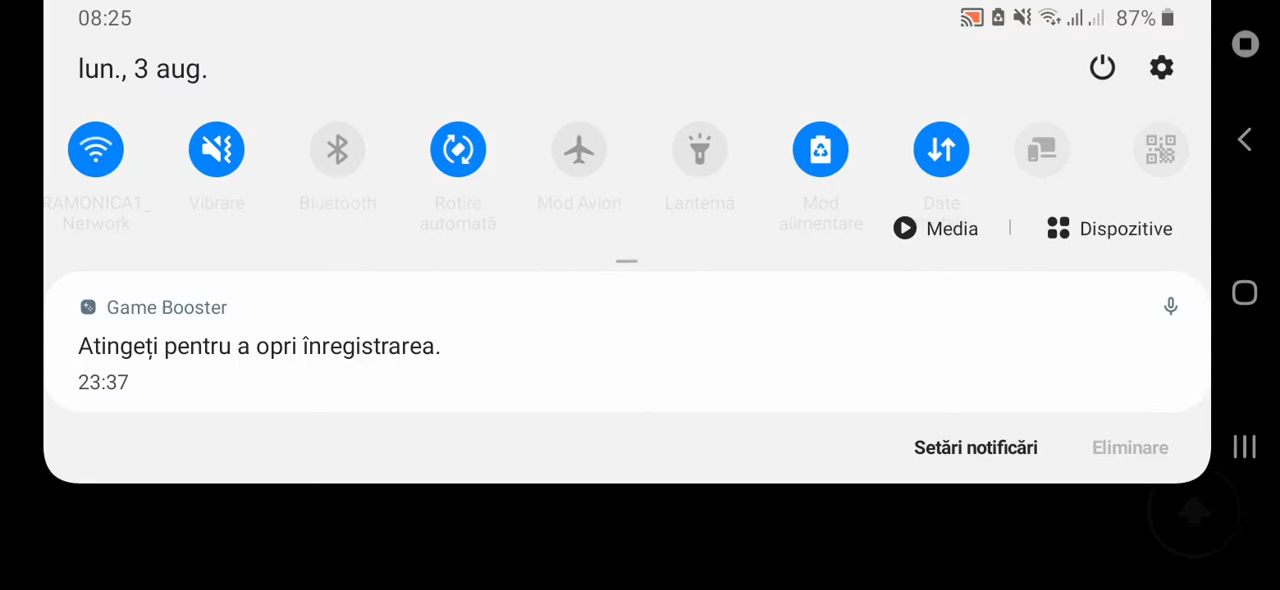 08:25
87%
lun., 3 aug.
RAMONICA1_
Network
Vibrare
Bluetooth
Rotire
automată
Mod Avion
Lanternă
Mod
alimentare
Date
Media
Dispozitive
Game Booster
Atingeți pentru a opri înregistrarea.
23:37
Setări notificări
Eliminare